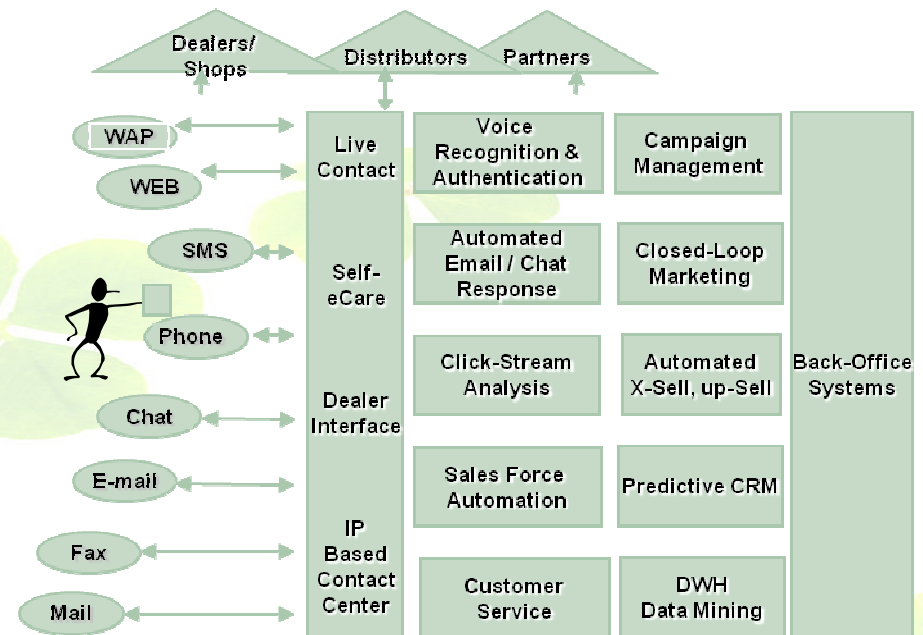 Dealers/
Shops
Distributors
Partners
WAP
WEB
SMS
Phone
Chat
E-mail
Fax
Mail
Live
Contact
Self-
eCare
Dealer
Interface
IP
Based
Contact
Center
Voice
Recognition &
Authentication
Automated
Email / Chat
Response
Click-Stream
Analysis
Sales Force
Automation
Customer
Service
Campaign
Management
Closed-Loop
Marketing
Automated
X-Sell, up-Sell
Predictive CRM
DWH
Data Mining
Back-Office
Systems